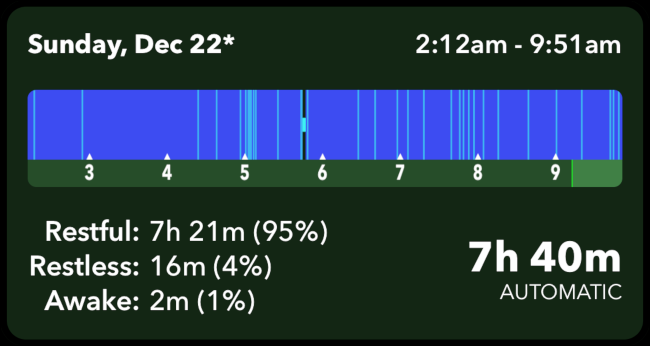 Sunday, Dec 22* 2:12am - 9:51am
3 4 5 6 7 8 9
Restful: 7h 21m (95%)
Restless: 16m (4%)
Awake: 2m (1%)
7h 40m
AUTOMATIC